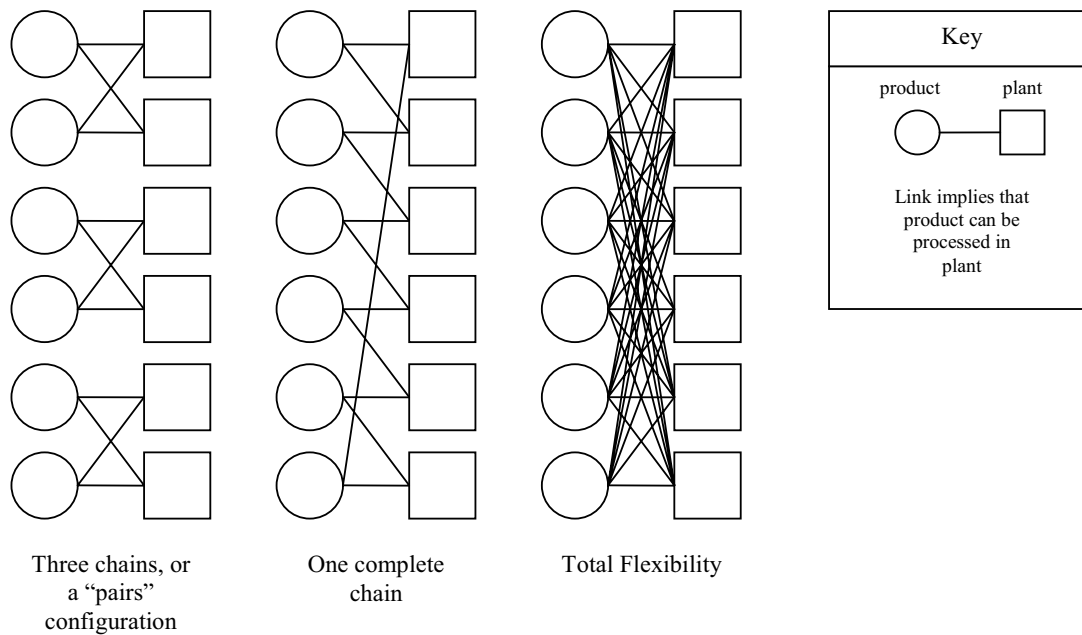 Key
product
plant
Link implies that
product can be
processed in
plant
Three chains, or
a “pairs”
configuration
One complete
chain
Total Flexibility